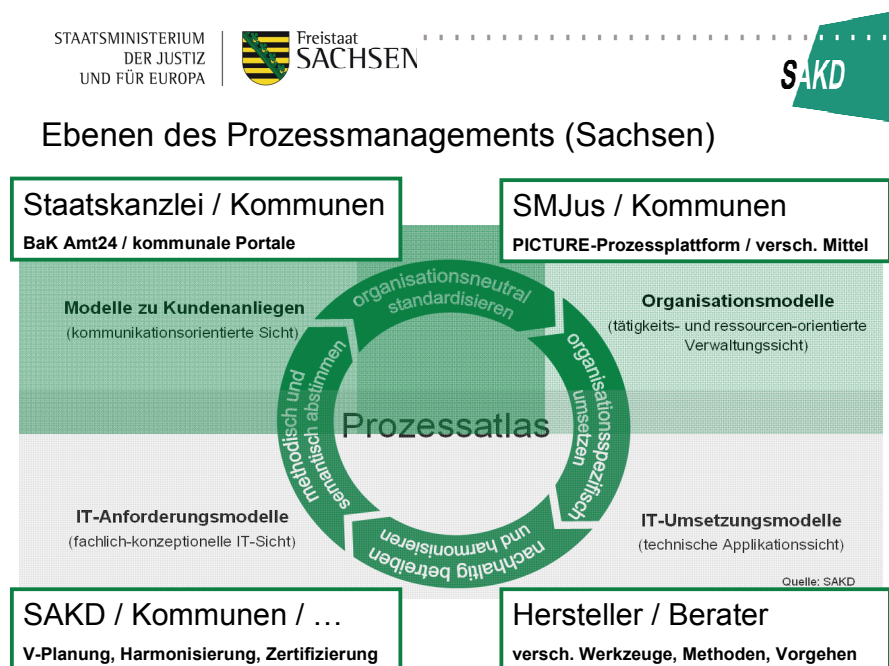 STAATSMINISTERIUM
DER JUSTIZ
UND FÜR EUROPA
Freistaat
SACHSEN
SAKD
Ebenen des Prozessmanagements (Sachsen)
Staatskanzlei / Kommunen
BaK Amt24 / kommunale Portale
SMJus / Kommunen
PICTURE-Prozessplattform / versch. Mittel
Modelle zu Kundenanliegen
(kommunikationsorientierte Sicht)
organisationsneutral
standardisieren
Organisationsmodelle
(tätigkeits- und ressourcen-orientierte
Verwaltungssicht)
organisationsspezifisch
umsetzen
methodisch und
semantisch abstimmen
Prozessatlas
nachhaltig betreiben
und harmonisieren
IT-Anforderungsmodelle
(fachlich-konzeptionelle IT-Sicht)
IT-Umsetzungsmodelle
(technische Applikationssicht)
Quelle: SAKD
SAKD / Kommunen / …
V-Planung, Harmonisierung, Zertifizierung
Hersteller / Berater
versch. Werkzeuge, Methoden, Vorgehen